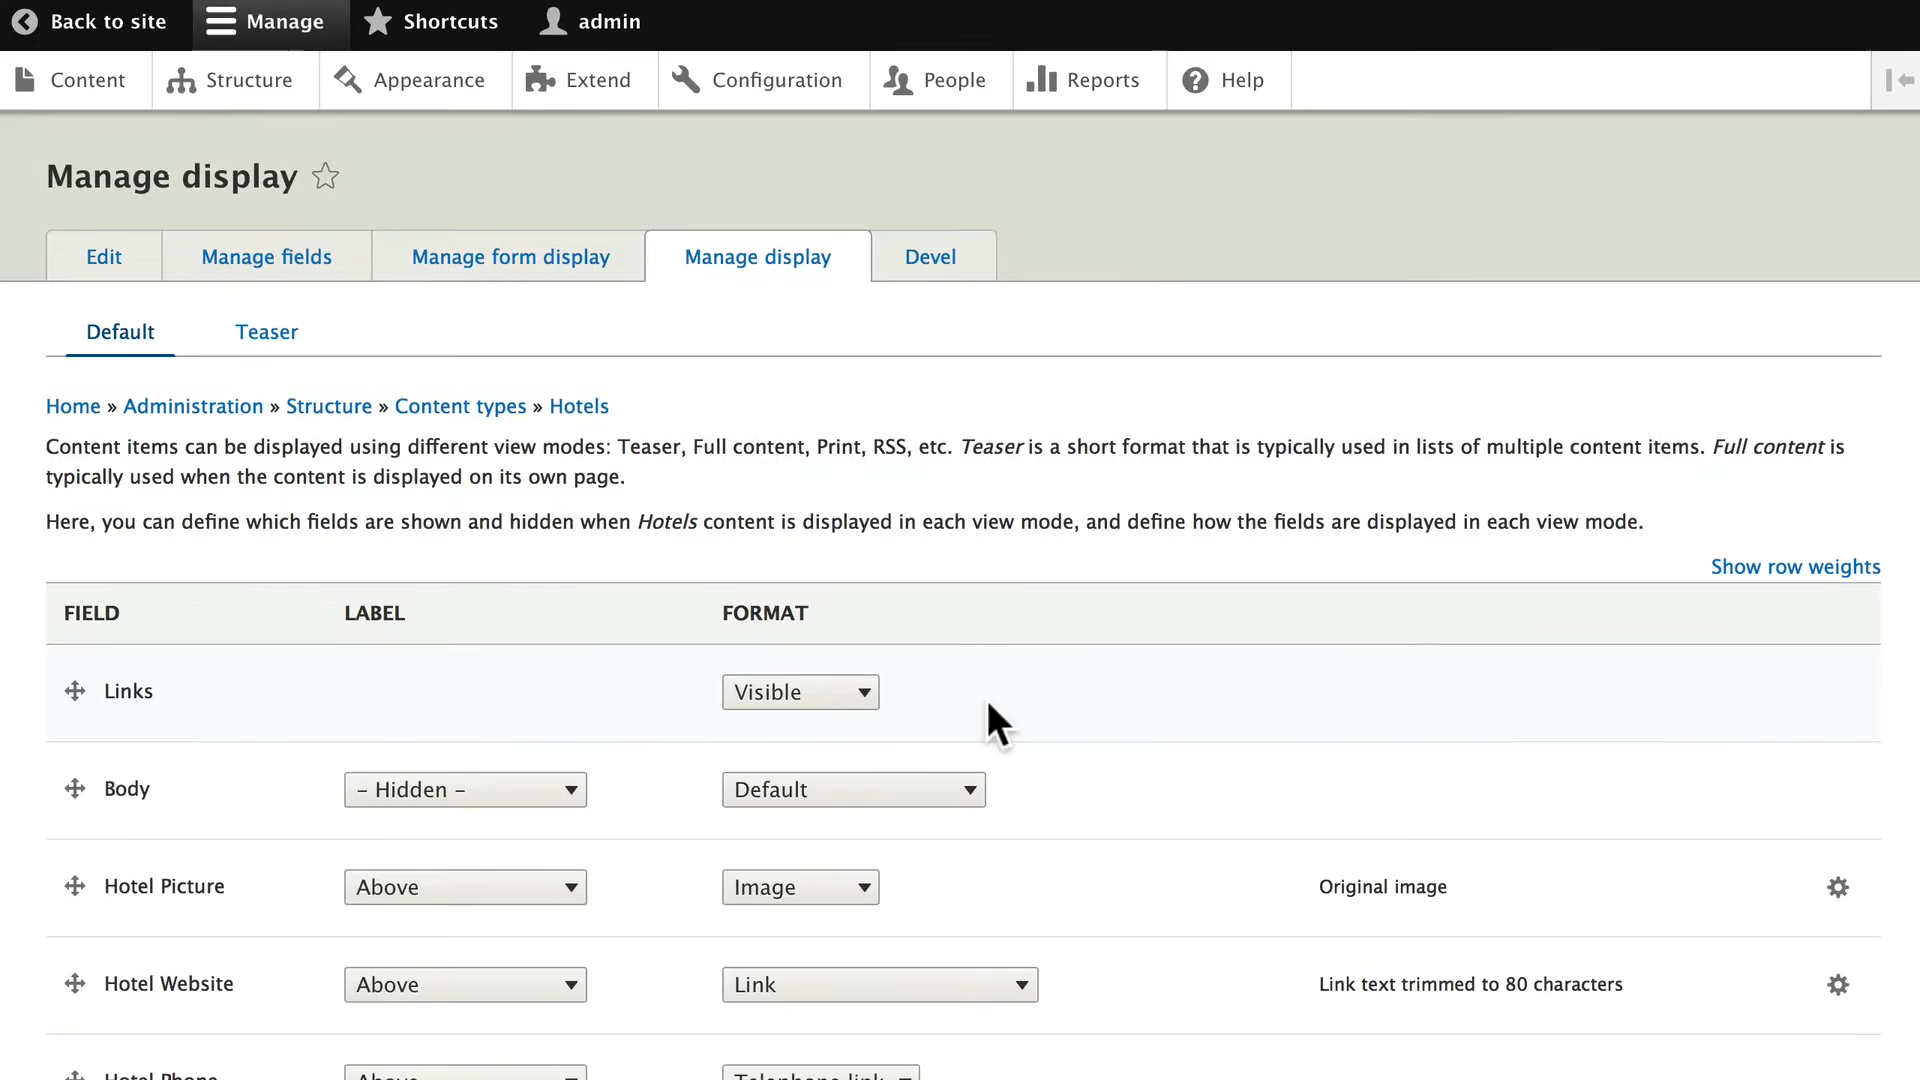 Back to site Manage Shortcuts admin
Content Structure Appearance Extend Configuration People Reports Help
Manage display
Edit Manage fields Manage form display Manage display Devel
Default Teaser
Home » Administration » Structure » Content types » Hotels
Content items can be displayed using different view modes: Teaser, Full content, Print, RSS, etc. Teaser is a short format that is typically used in lists of multiple content items. Full content is
typically used when the content is displayed on its own page.
Here, you can define which fields are shown and hidden when Hotels content is displayed in each view mode, and define how the fields are displayed in each view mode.
Show row weights
FIELD LABEL FORMAT
Links Visible
Body – Hidden – Default
Hotel Picture Above Image Original image
Hotel Website Above Link Link text trimmed to 80 characters
Hotel Phone Above Telephone link